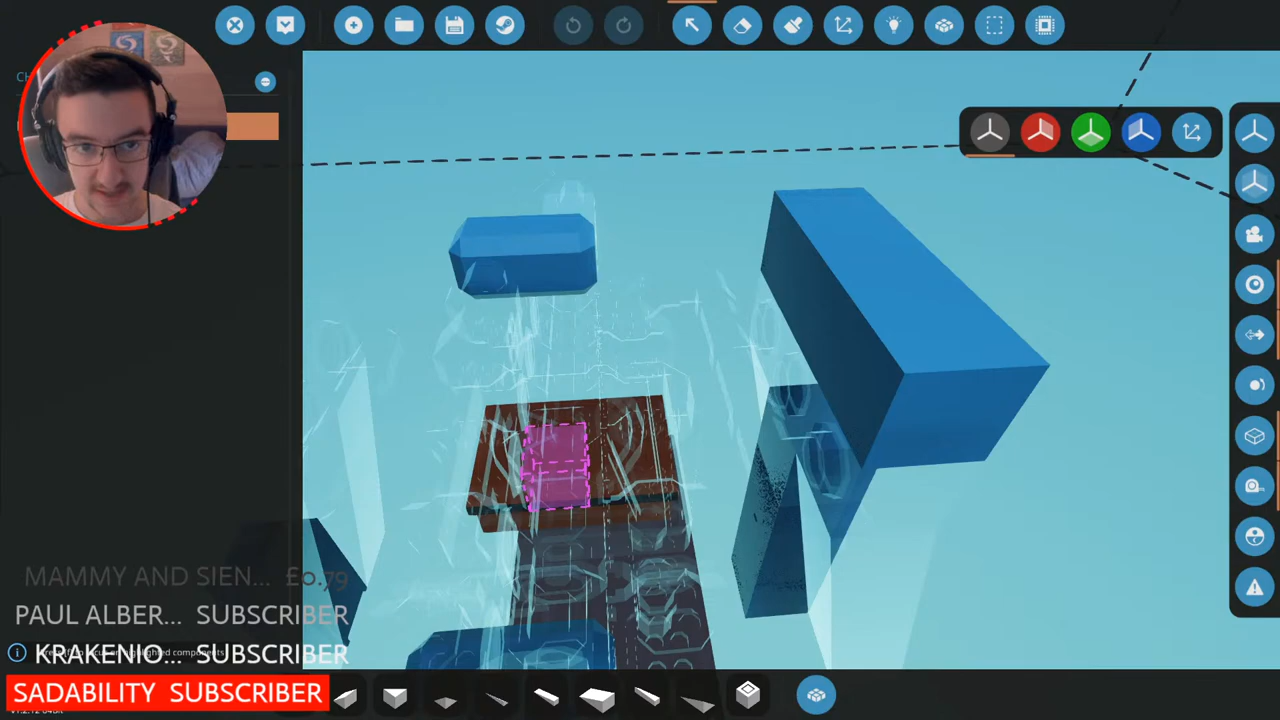 MAMMY AND SIEN... £0.79
PAUL ALBER... SUBSCRIBER
KRAKENIO... SUBSCRIBER
SADABILITY SUBSCRIBER